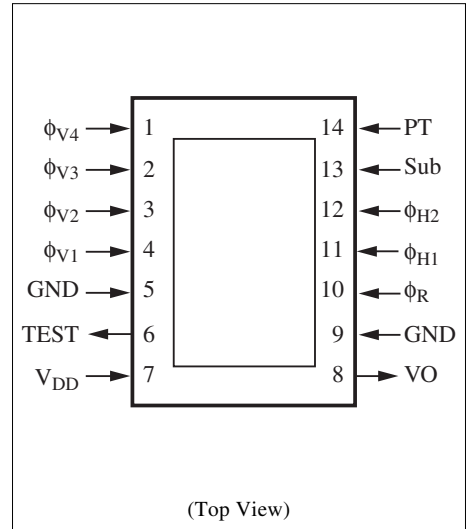 ϕV4 1 14 PT
ϕV3 2 13 Sub
ϕV2 3 12 ϕH2
ϕV1 4 11 ϕH1
GND 5 10 ϕR
TEST 6 9 GND
VDD 7 8 VO
(Top View)